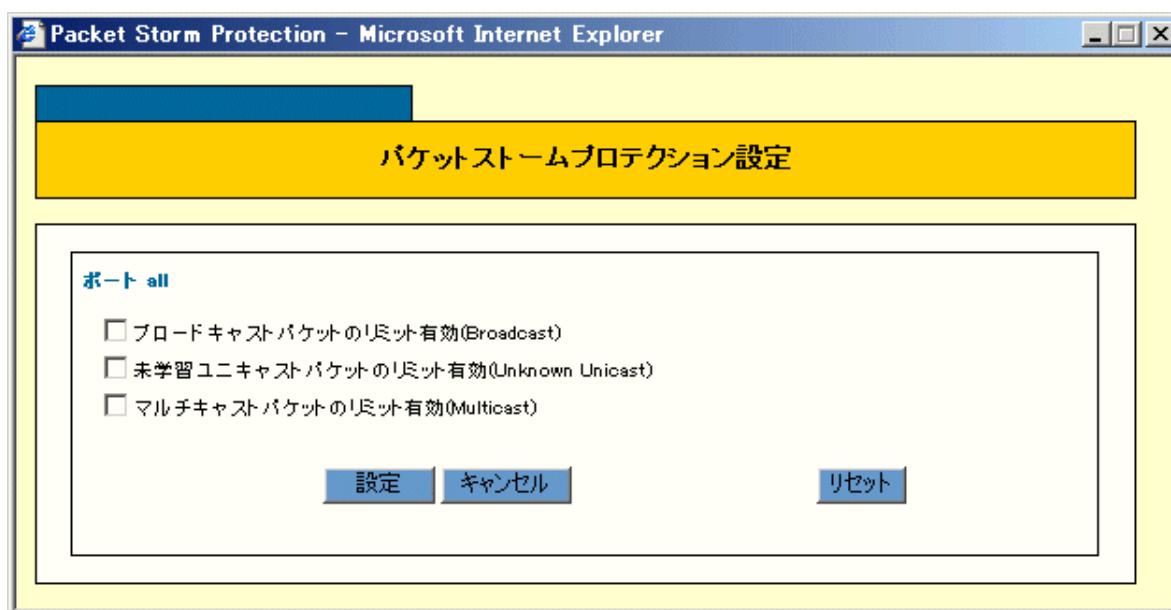 Packet Storm Protection - Microsoft Internet Explorer
パケットストームプロテクション設定
ポート all
ブロードキャストパケットのリミット有効(Broadcast)
未学習ユニキャストパケットのリミット有効(Unknown Unicast)
マルチキャストパケットのリミット有効(Multicast)
設定 キャンセル リセット